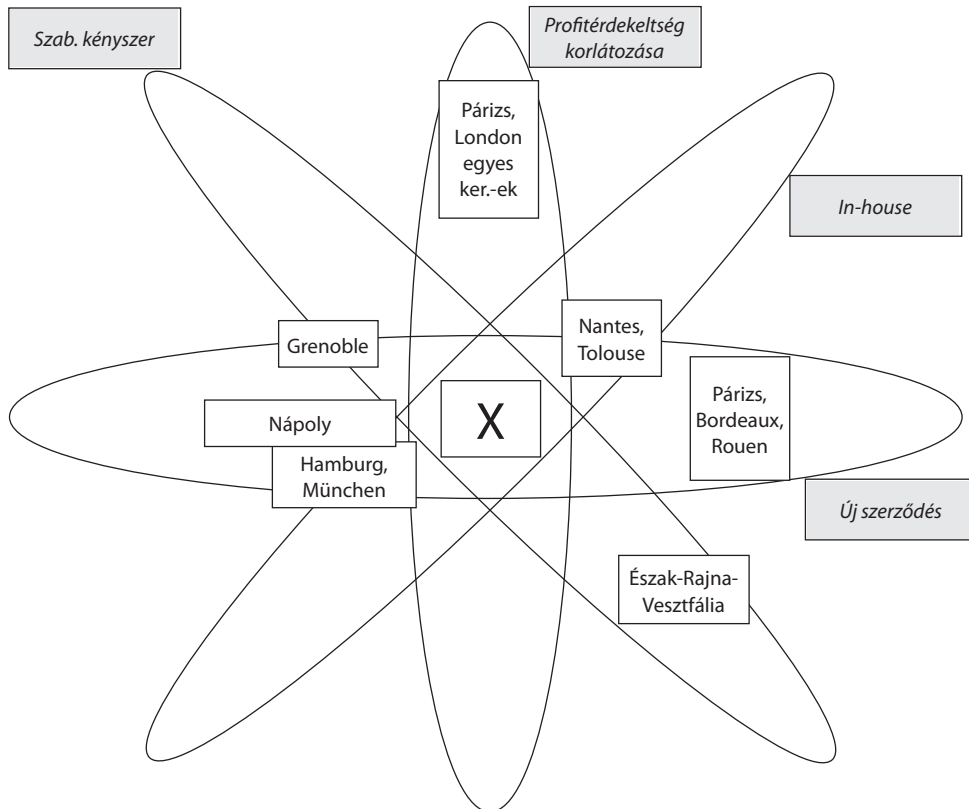 Szab. kényszer
Profitérdekeltség
korlátozása
Párizs,
London
egyes
ker.-ek
In-house
Grenoble
Nantes,
Tolouse
Párizs,
Bordeaux,
Rouen
X
Nápoly
Hamburg,
München
Új szerződés
Észak-Rajna-
Vesztfália